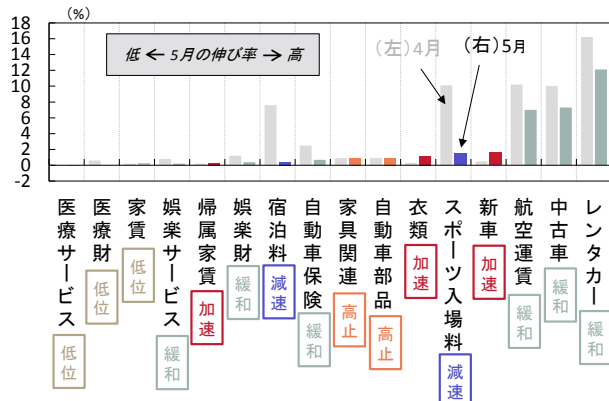 (%)
18
16
14
12
10
8
6
4
2
0
-2
低 ← 5月の伸び率 → 高
(左)4月
(右)5月
医療サービス
低位
医療財
低位
家賃
低位
娯楽サービス
緩和
帰属家賃
加速
娯楽財
緩和
宿泊料
減速
自動車保険
緩和
家具関連
高止
自動車部品
高止
衣類
加速
スポーツ入場料
減速
新車
加速
航空運賃
緩和
中古車
緩和
レンタカー
緩和